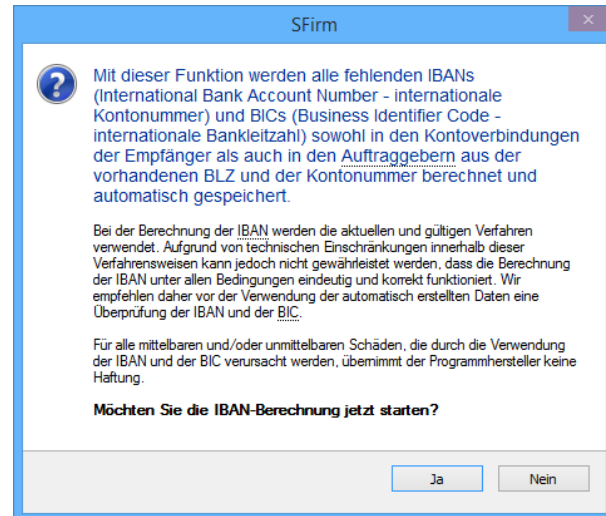 SFirm
Mit dieser Funktion werden alle fehlenden IBANs
(International Bank Account Number - internationale
Kontonummer) und BICs (Business Identifier Code -
internationale Bankleitzahl) sowohl in den Kontoverbindungen
der Empfänger als auch in den Auftraggebern aus der
vorhandenen BLZ und der Kontonummer berechnet und
automatisch gespeichert.
Bei der Berechnung der IBAN werden die aktuellen und gültigen Verfahren
verwendet. Aufgrund von technischen Einschränkungen innerhalb dieser
Verfahrensweisen kann jedoch nicht gewährleistet werden, dass die Berechnung
der IBAN unter allen Bedingungen eindeutig und korrekt funktioniert. Wir
empfehlen daher vor der Verwendung der automatisch erstellten Daten eine
Überprüfung der IBAN und der BIC.
Für alle mittelbaren und/oder unmittelbaren Schäden, die durch die Verwendung
der IBAN und der BIC verursacht werden, übernimmt der Programmhersteller keine
Haftung.
Möchten Sie die IBAN-Berechnung jetzt starten?
Ja Nein